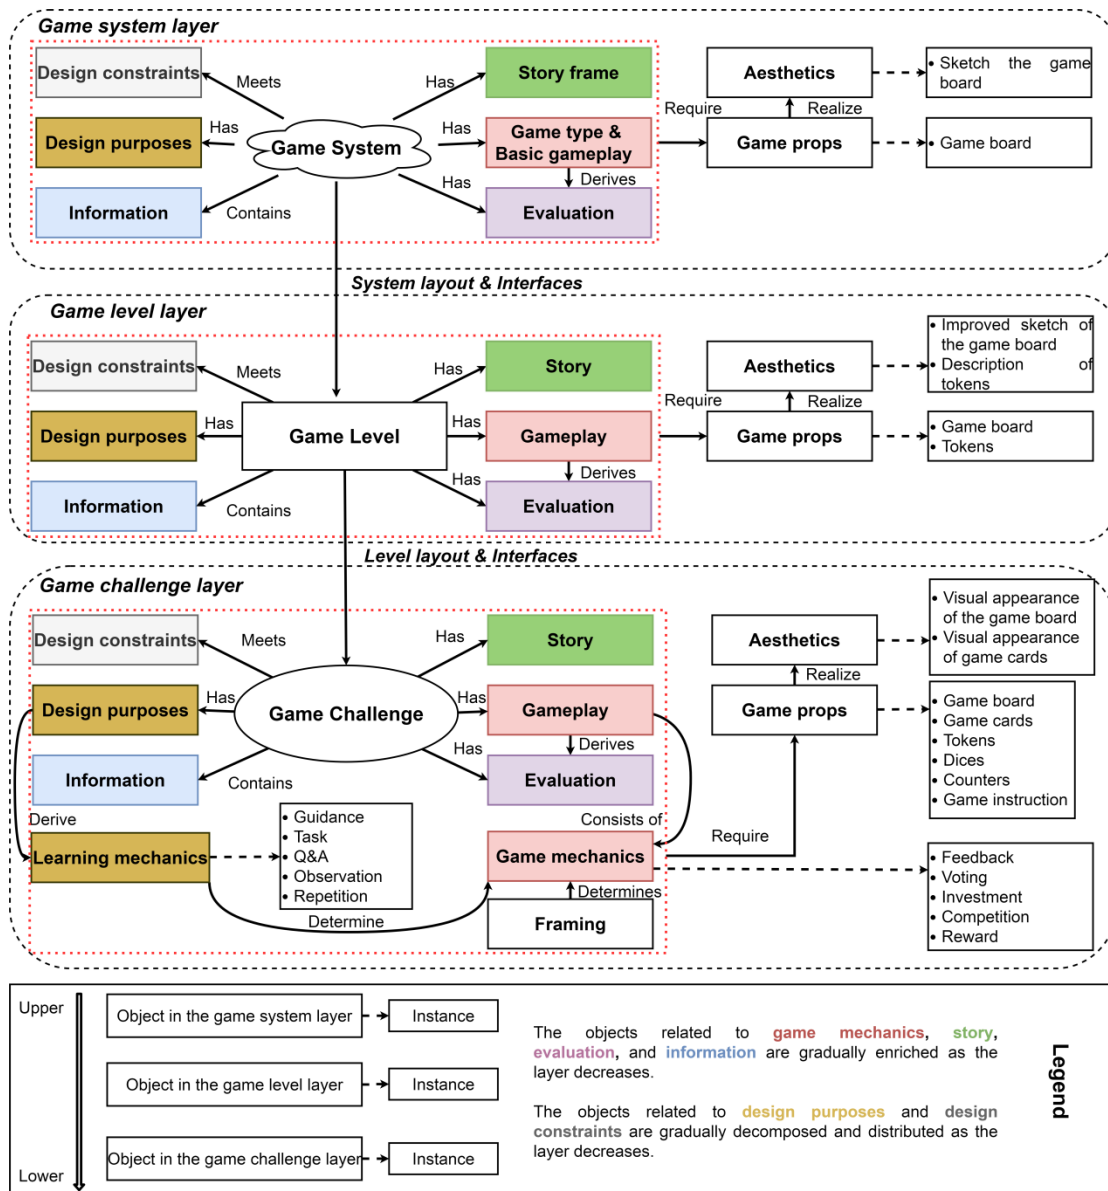 Game system layer
Design constraints
Meets
Has
Story frame
Aesthetics
• Sketch the game
board
Design purposes
Has
Game System
Has
Game type &
Basic gameplay
Require
Realize
Game props
• Game board
Information
Contains
Has
Derives
Evaluation
System layout & Interfaces
Game level layer
Design constraints
Meets
Has
Story
Aesthetics
• Improved sketch of
the game board
• Description of
tokens
Design purposes
Has
Game Level
Has
Gameplay
Require
Realize
Game props
• Game board
• Tokens
Information
Contains
Has
Derives
Evaluation
Level layout & Interfaces
Game challenge layer
Design constraints
Meets
Has
Story
Aesthetics
• Visual appearance
of the game board
• Visual appearance
of game cards
Design purposes
Has
Game Challenge
Has
Gameplay
Realize
Game props
• Game board
• Game cards
• Tokens
• Dices
• Counters
• Game instruction
Information
Contains
Has
Derives
Evaluation
Derive
Learning mechanics
• Guidance
• Task
• Q&A
• Observation
• Repetition
Consists of
Game mechanics
Require
• Feedback
• Voting
• Investment
• Competition
• Reward
Determine
Determines
Framing
Upper
Object in the game system layer
Instance
Object in the game level layer
Instance
Object in the game challenge layer
Instance
Lower
The objects related to game mechanics, story,
evaluation, and information are gradually enriched as the
layer decreases.
The objects related to design purposes and design
constraints are gradually decomposed and distributed as the
layer decreases.
Legend